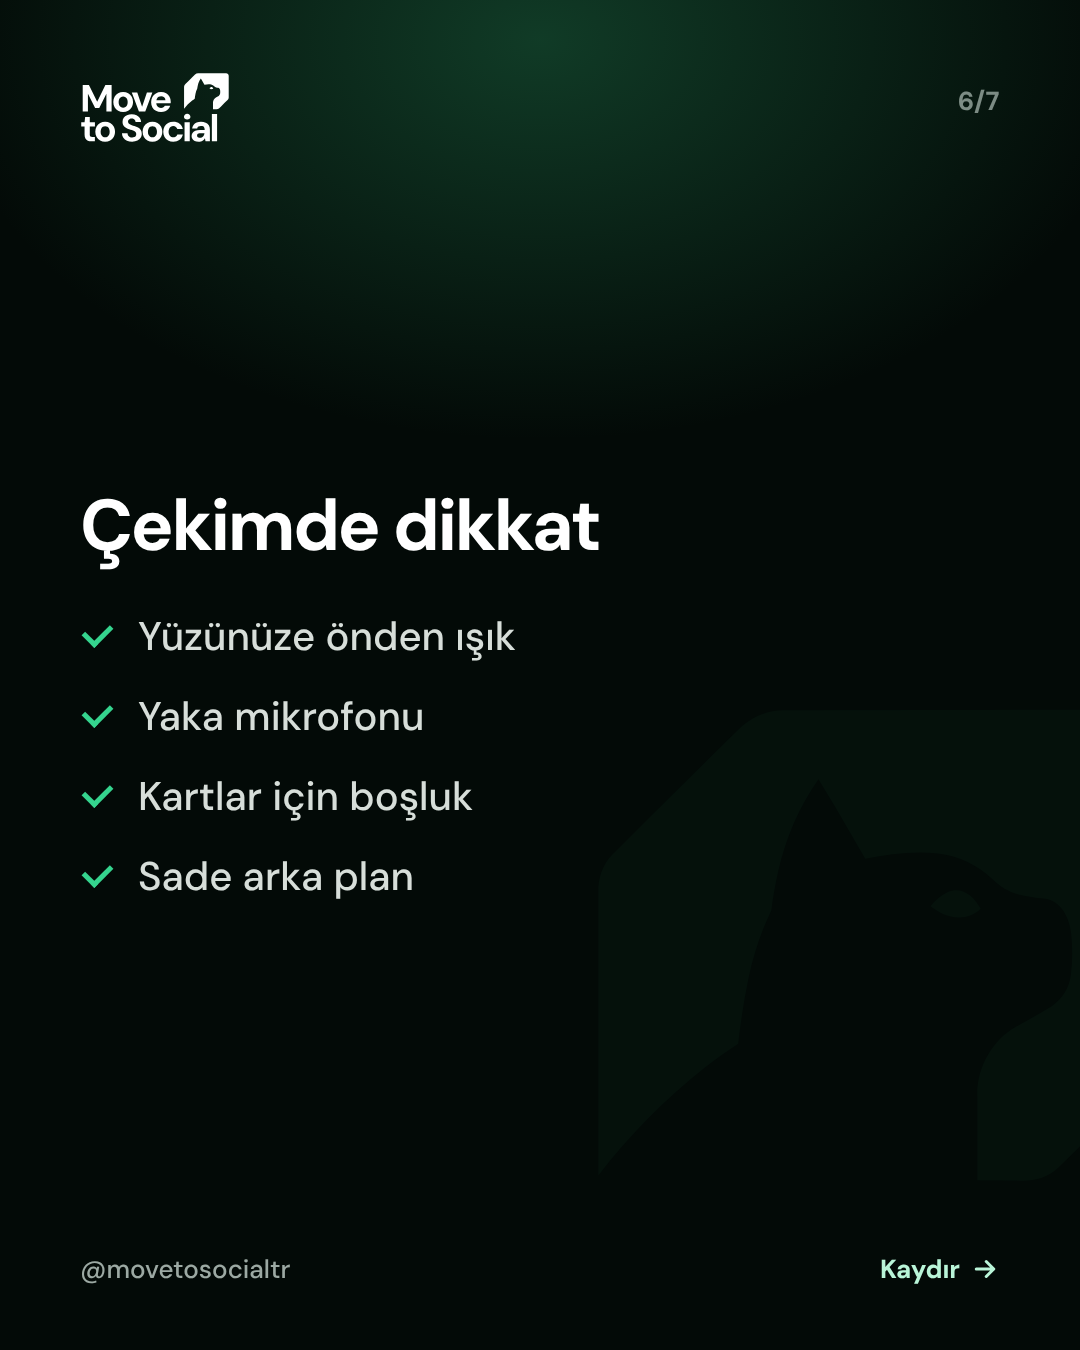 Move
to Social
6/7
Çekimde dikkat
Yüzünüze önden ışık
Yaka mikrofonu
Kartlar için boşluk
Sade arka plan
@movetosocialtr
Kaydır →